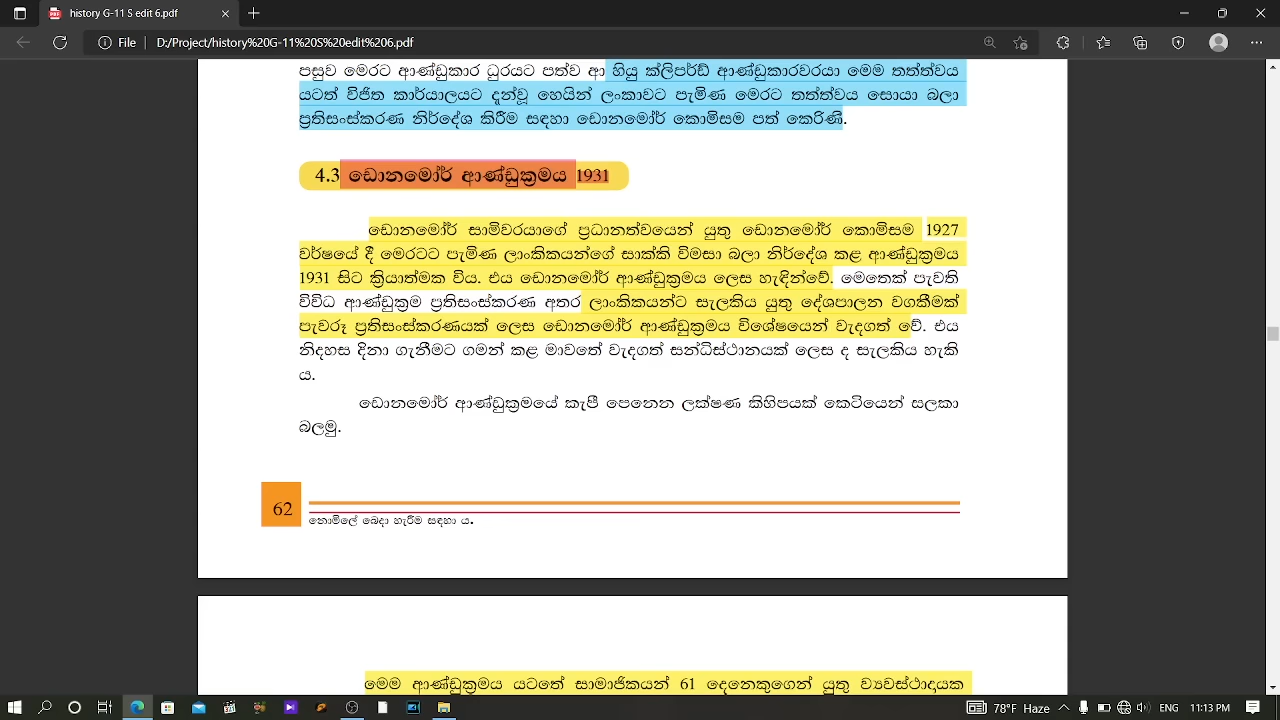 history G-11 S edit 6.pdf
File D:/Project/history%20G-11%20S%20edit%206.pdf
පසුව මෙරට ආණ්ඩුකාර ධුරයට පත්ව ආ හියු ක්ලිපර්ඩ් ආණ්ඩුකාරවරයා මෙම තත්ත්වය
යටත් විජිත කාර්යාලයට දැන්වූ හෙයින් ලංකාවට පැමිණ මෙරට තත්ත්වය සොයා බලා
ප්‍රතිසංස්කරණ නිර්දේශ කිරීම සඳහා ඩොනමෝර් කොමිසම පත් කෙරිණි.
4.3 ඩොනමෝර් ආණ්ඩුක්‍රමය 1931
ඩොනමෝර් සාමිවරයාගේ ප්‍රධානත්වයෙන් යුතු ඩොනමෝර් කොමිසම 1927
වර්ෂයේ දී මෙරටට පැමිණ ලාංකිකයන්ගේ සාක්කි විමසා බලා නිර්දේශ කළ ආණ්ඩුක්‍රමය
1931 සිට ක්‍රියාත්මක විය. එය ඩොනමෝර් ආණ්ඩුක්‍රමය ලෙස හැඳින්වේ. මෙතෙක් පැවති
විවිධ ආණ්ඩුක්‍රම ප්‍රතිසංස්කරණ අතර ලාංකිකයන්ට සැලකිය යුතු දේශපාලන වගකීමක්
පැවරූ ප්‍රතිසංස්කරණයක් ලෙස ඩොනමෝර් ආණ්ඩුක්‍රමය විශේෂයෙන් වැදගත් වේ. එය
නිදහස දිනා ගැනීමට ගමන් කළ මාවතේ වැදගත් සන්ධිස්ථානයක් ලෙස ද සැලකිය හැකි
ය.
ඩොනමෝර් ආණ්ඩුක්‍රමයේ කැපී පෙනෙන ලක්ෂණ කිහිපයක් කෙටියෙන් සලකා
බලමු.
62
නොමිලේ බෙදා හැරීම සඳහා ය.
මෙම ආණ්ඩුක්‍රමය යටතේ සාමාජිකයන් 61 දෙනෙකුගෙන් යුතු ව්‍යවස්ථාදායක
78°F Haze ENG 11:13 PM